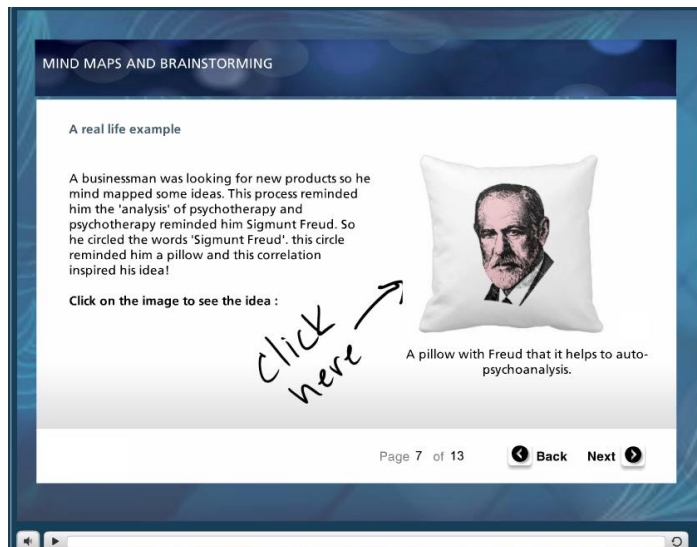 MIND MAPS AND BRAINSTORMING
A real life example
A businessman was looking for new products so he
mind mapped some ideas. This process reminded
him the 'analysis' of psychotherapy and
psychotherapy reminded him Sigmunt Freud. So
he circled the words 'Sigmunt Freud'. this circle
reminded him a pillow and this correlation
inspired his idea!
Click on the image to see the idea :
click
here
A pillow with Freud that it helps to auto-
psychoanalysis.
Page 7 of 13
Back Next